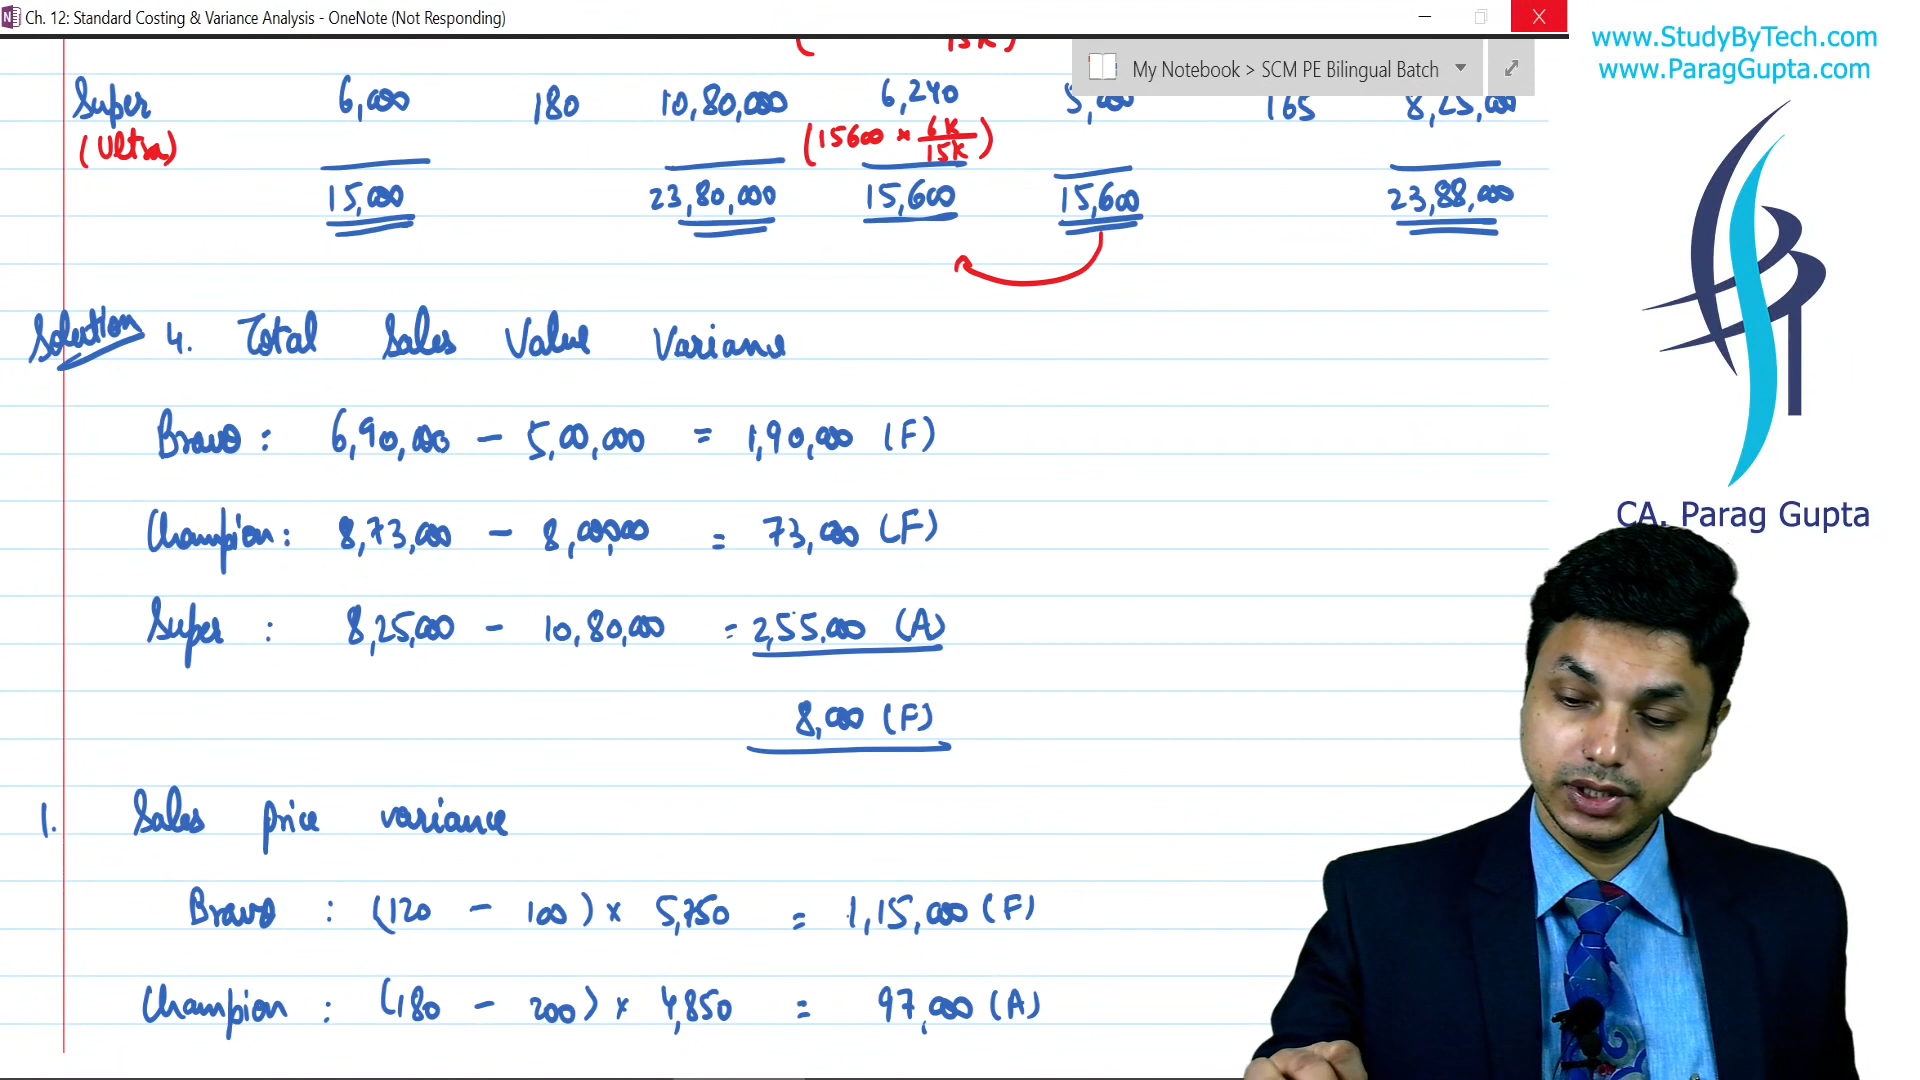 Ch. 12: Standard Costing & Variance Analysis - OneNote (Not Responding)
www.StudyByTech.com
www.ParagGupta.com
My Notebook > SCM PE Bilingual Batch
15K)
Super 6,000 180 10,80,000 6,240 5,000 165 8,25,000
(Ultra) (15600 × 6K/15K)
15,000 23,80,000 15,600 15,600 23,88,000
Solution 4. Total Sales Value Variance
Bravo : 6,90,000 - 5,00,000 = 1,90,000 (F)
Champion : 8,73,000 - 8,00,000 = 73,000 (F)
CA. Parag Gupta
Super : 8,25,000 - 10,80,000 = 2,55,000 (A)
8,000 (F)
1. Sales price variance
Bravo : (120 - 100) × 5,750 = 1,15,000 (F)
Champion : (180 - 200) × 4,850 = 97,000 (A)